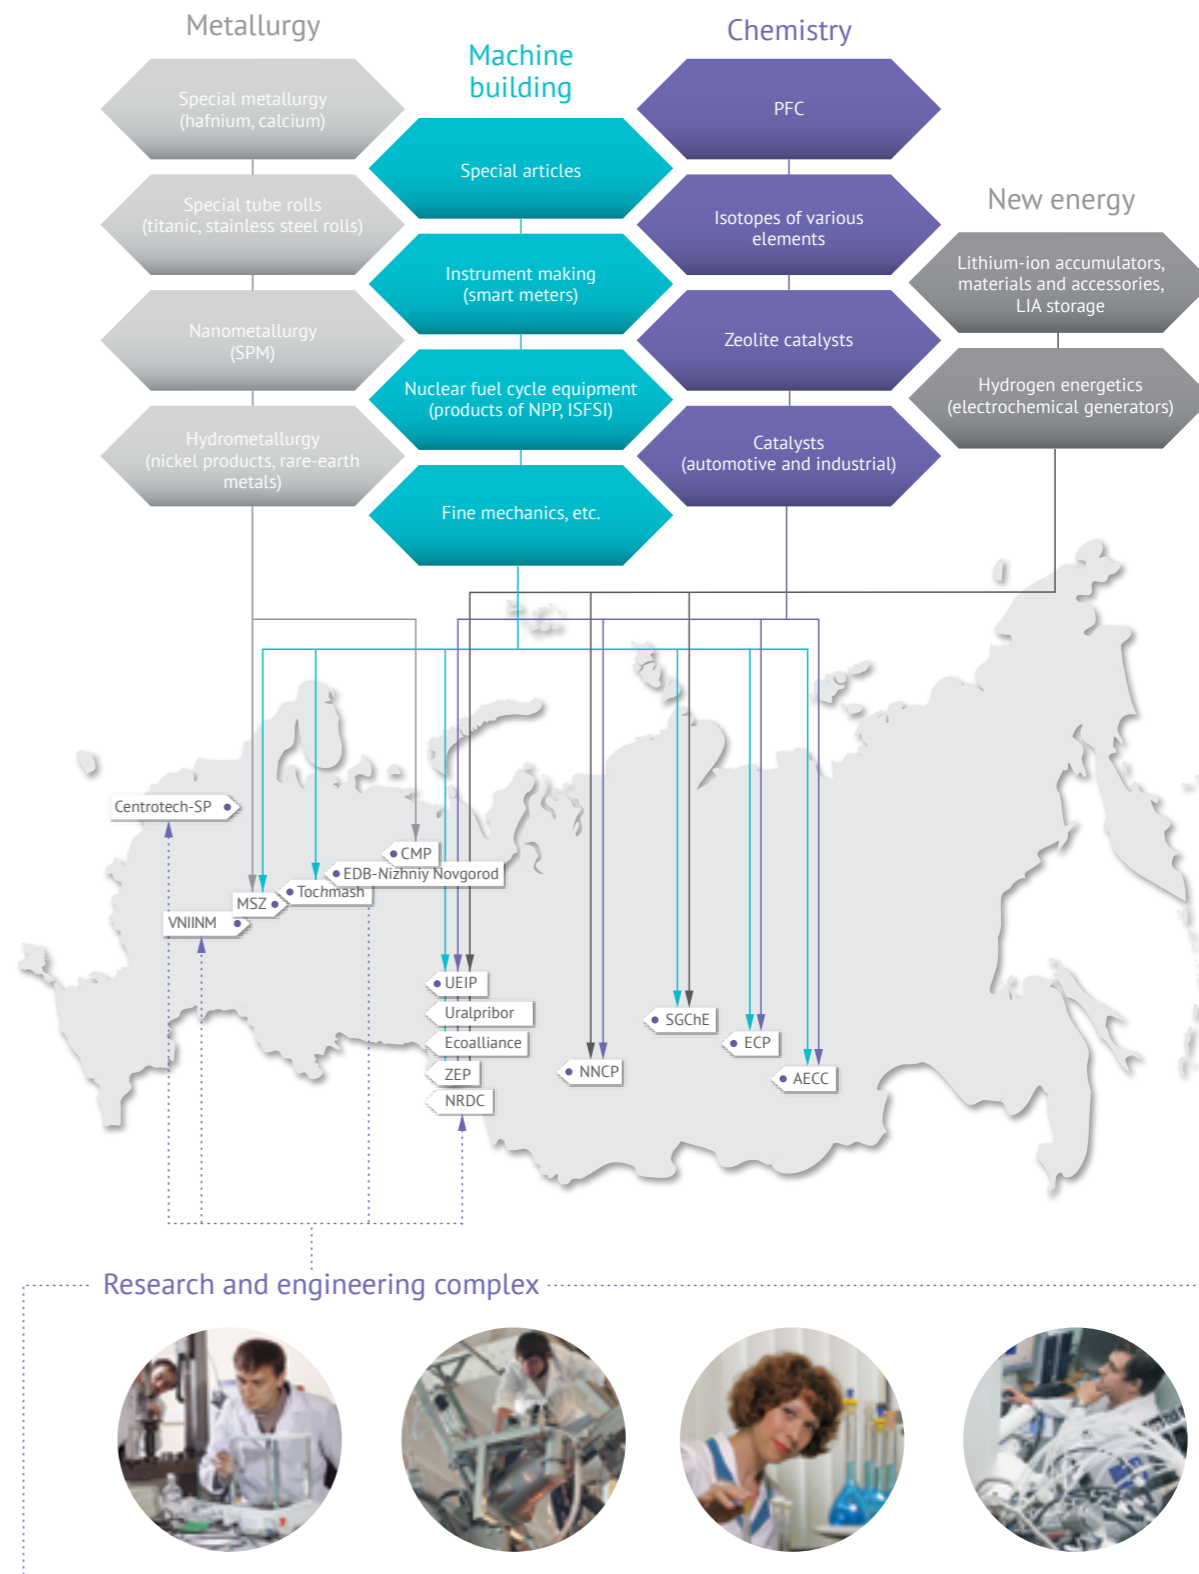 Metallurgy
Special metallurgy
(hafnium, calcium)
Special tube rolls
(titanic, stainless steel rolls)
Nanometallurgy
(SPM)
Hydrometallurgy
(nickel products, rare-earth
metals)
Machine
building
Special articles
Instrument making
(smart meters)
Nuclear fuel cycle equipment
(products of NPP, ISFSI)
Fine mechanics, etc.
Chemistry
PFC
Isotopes of various
elements
Zeolite catalysts
Catalysts
(automotive and industrial)
New energy
Lithium-ion accumulators,
materials and accessories,
LIA storage
Hydrogen energetics
(electrochemical generators)
Centrotech-SP
CMP
EDB-Nizhniy Novgorod
Tochmash
MSZ
VNIINM
UEIP
Uralpribor
Ecoalliance
ZEP
NRDC
NNCP
SGChE
ECP
AECC
Research and engineering complex